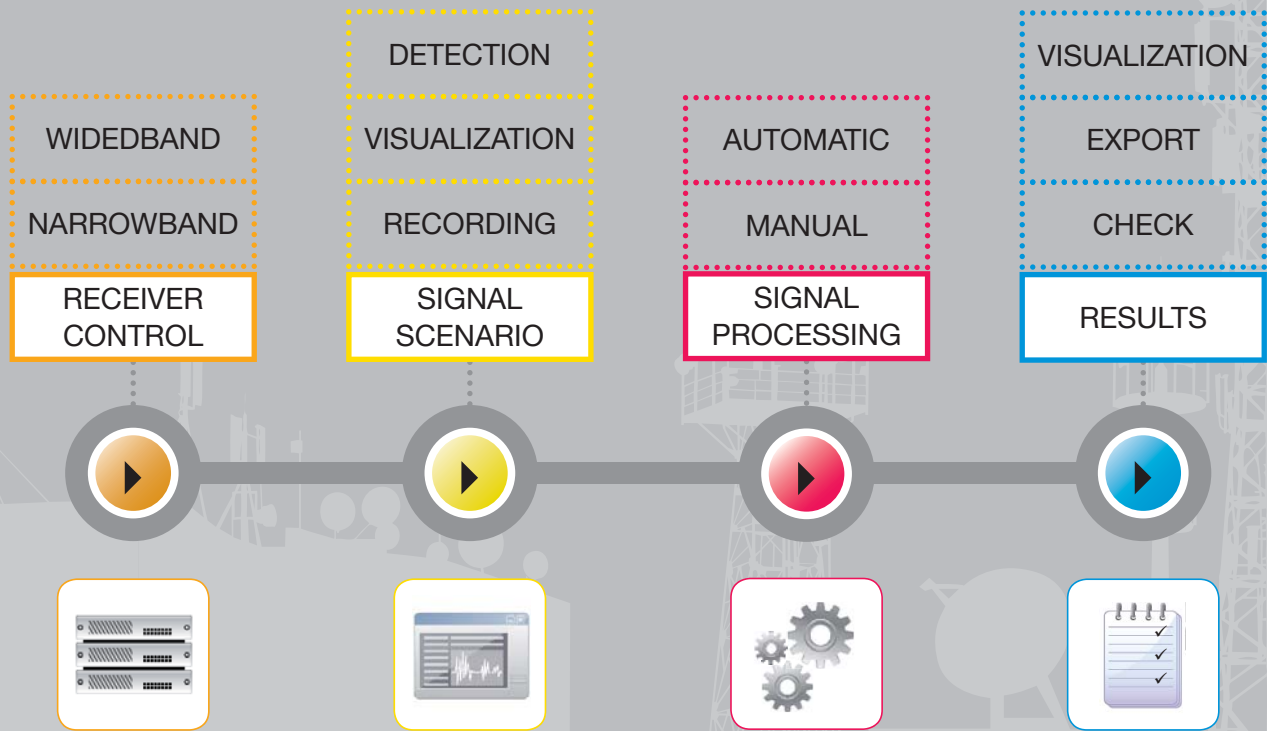 DETECTION
VISUALIZATION
WIDEDBAND
VISUALIZATION
AUTOMATIC
EXPORT
NARROWBAND
RECORDING
MANUAL
CHECK
RECEIVER
CONTROL
SIGNAL
SCENARIO
SIGNAL
PROCESSING
RESULTS